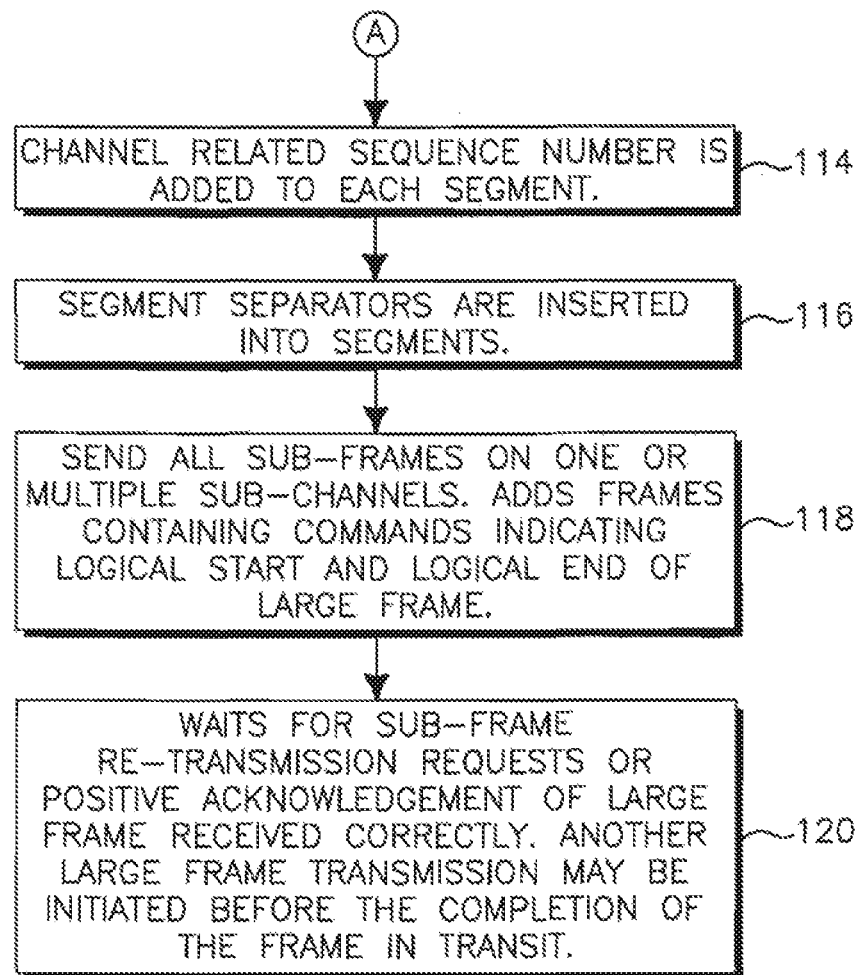 A
CHANNEL RELATED SEQUENCE NUMBER IS
ADDED TO EACH SEGMENT.
114
SEGMENT SEPARATORS ARE INSERTED
INTO SEGMENTS.
116
SEND ALL SUB-FRAMES ON ONE OR
MULTIPLE SUB-CHANNELS. ADDS FRAMES
CONTAINING COMMANDS INDICATING
LOGICAL START AND LOGICAL END OF
LARGE FRAME.
118
WAITS FOR SUB-FRAME
RE-TRANSMISSION REQUESTS OR
POSITIVE ACKNOWLEDGEMENT OF LARGE
FRAME RECEIVED CORRECTLY. ANOTHER
LARGE FRAME TRANSMISSION MAY BE
INITIATED BEFORE THE COMPLETION OF
THE FRAME IN TRANSIT.
120